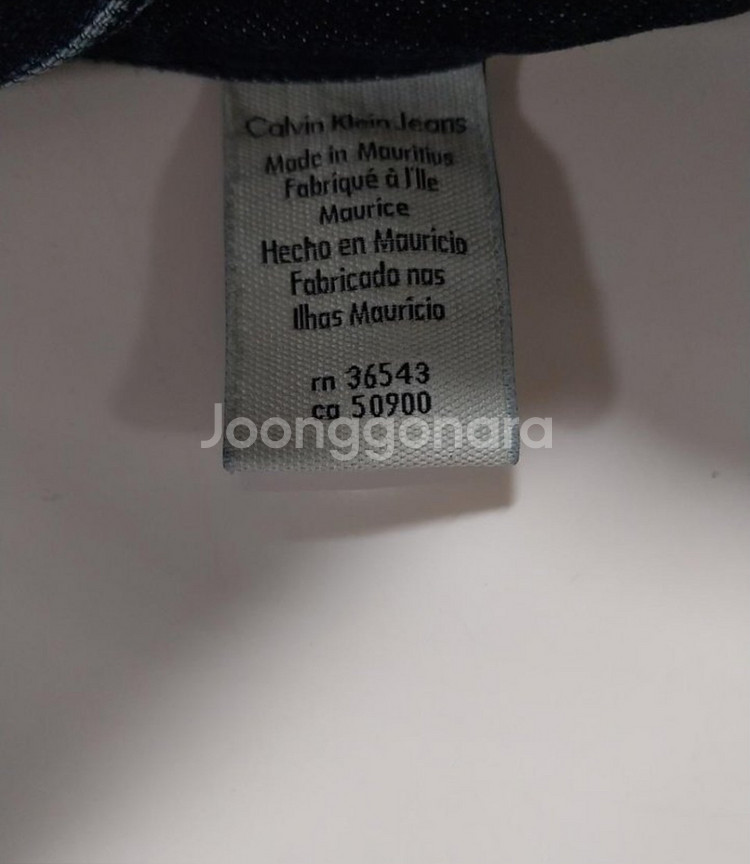 Calvin Klein Jeans
Made in Mauritius
Fabriqué à l'Ile
Maurice
Hecho en Mauricio
Fabricado nas
Ilhas Maurício
rn 36543
ca 50900
Joonggonara